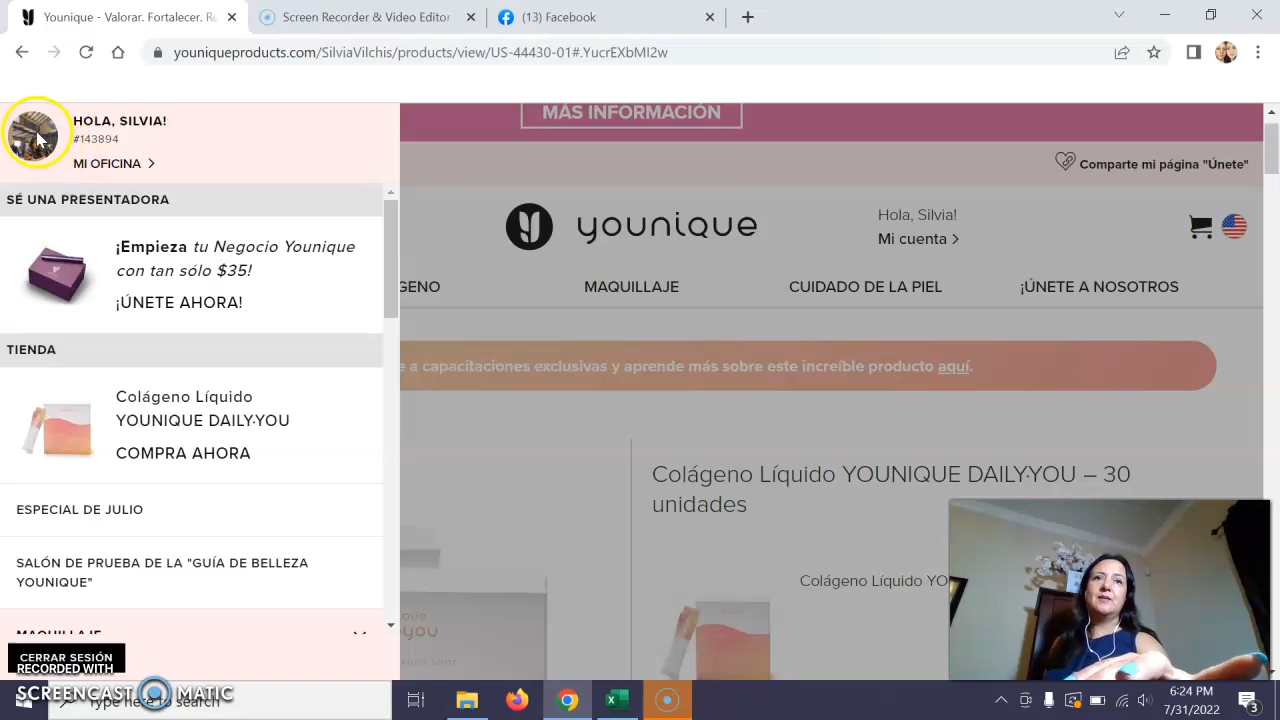 Younique - Valorar. Fortalecer. Re
Screen Recorder & Video Editor
(13) Facebook
youniqueproducts.com/SilviaVilchis/products/view/US-44430-01#.YucrEXbMI2w
HOLA, SILVIA!
#143894
MI OFICINA
SÉ UNA PRESENTADORA
¡Empieza tu Negocio Younique
con tan sólo $35!
¡ÚNETE AHORA!
TIENDA
Colágeno Líquido
YOUNIQUE DAILY·YOU
COMPRA AHORA
ESPECIAL DE JULIO
SALÓN DE PRUEBA DE LA "GUÍA DE BELLEZA
YOUNIQUE"
MAQUILLAJE
CERRAR SESIÓN
MÁS INFORMACIÓN
Comparte mi página "Únete"
younique
Hola, Silvia!
Mi cuenta
GENO
MAQUILLAJE
CUIDADO DE LA PIEL
¡ÚNETE A NOSOTROS
e a capacitaciones exclusivas y aprende más sobre este increíble producto aquí.
Colágeno Líquido YOUNIQUE DAILY·YOU – 30
unidades
Colágeno Líquido YO
RECORDED WITH
SCREENCAST MATIC
Type here to search
6:24 PM
7/31/2022
3